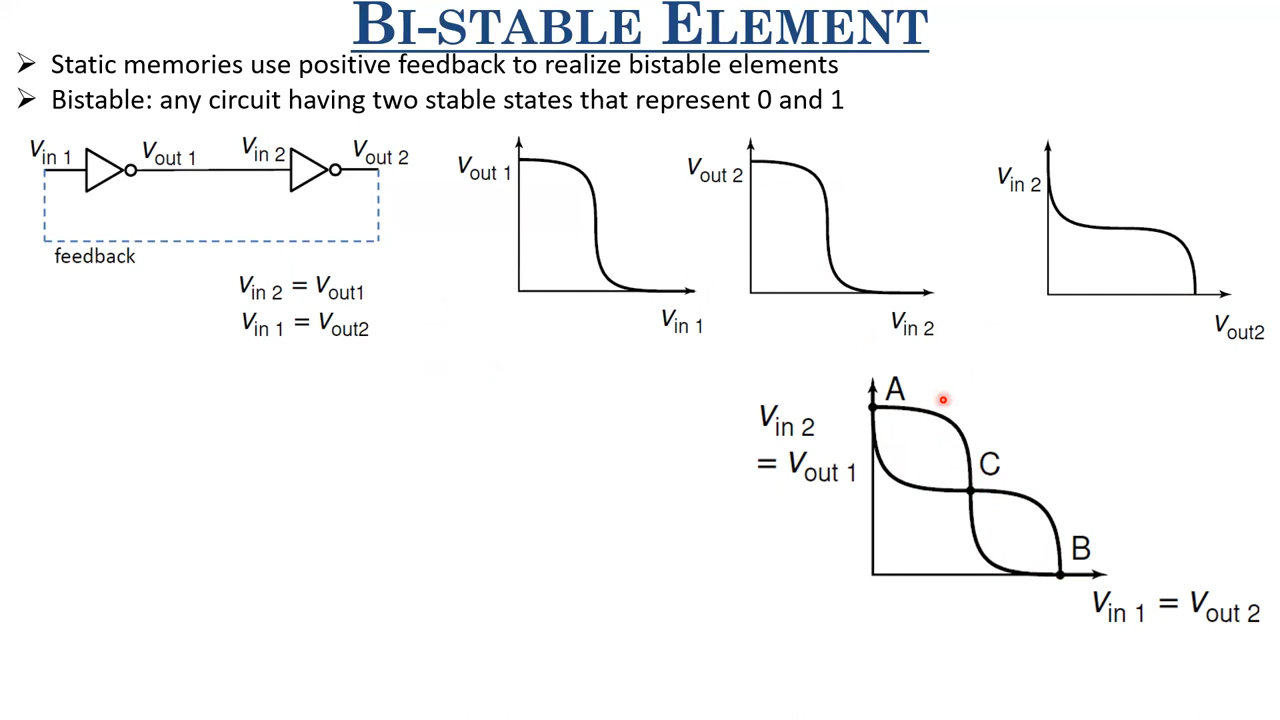 BI-STABLE ELEMENT
➢ Static memories use positive feedback to realize bistable elements
➢ Bistable: any circuit having two stable states that represent 0 and 1
Vin 1
Vout 1
Vin 2
Vout 2
feedback
Vin 2 = Vout1
Vin 1 = Vout2
Vout 1
Vin 1
Vout 2
Vin 2
Vin 2
Vout2
Vin 2
= Vout 1
A
C
B
Vin 1 = Vout 2